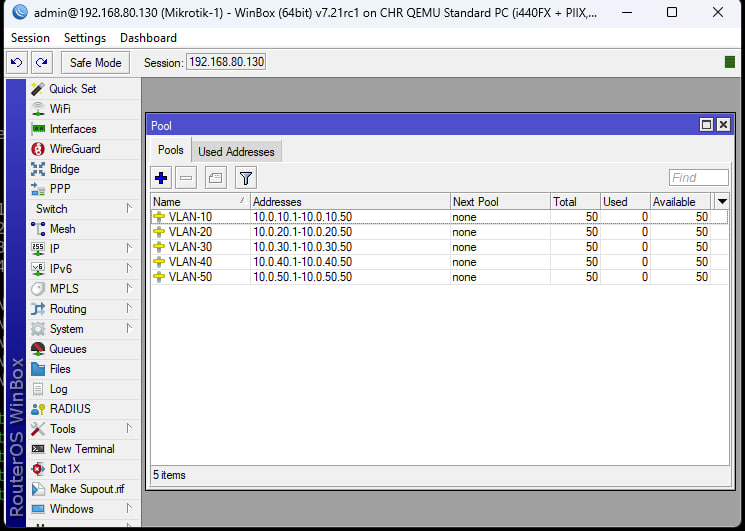 admin@192.168.80.130 (Mikrotik-1) - WinBox (64bit) v7.21rc1 on CHR QEMU Standard PC (i440FX + PIIX,...
Session Settings Dashboard
Safe Mode Session: 192.168.80.130
Quick Set
WiFi
Interfaces
WireGuard
Bridge
PPP
Switch
Mesh
IP
IPv6
MPLS
Routing
System
Queues
Files
Log
RADIUS
Tools
New Terminal
Dot1X
Make Supout.rif
Windows
RouterOS WinBox
Pool
Pools Used Addresses
Find
Name Addresses Next Pool Total Used Available
VLAN-10 10.0.10.1-10.0.10.50 none 50 0 50
VLAN-20 10.0.20.1-10.0.20.50 none 50 0 50
VLAN-30 10.0.30.1-10.0.30.50 none 50 0 50
VLAN-40 10.0.40.1-10.0.40.50 none 50 0 50
VLAN-50 10.0.50.1-10.0.50.50 none 50 0 50
5 items